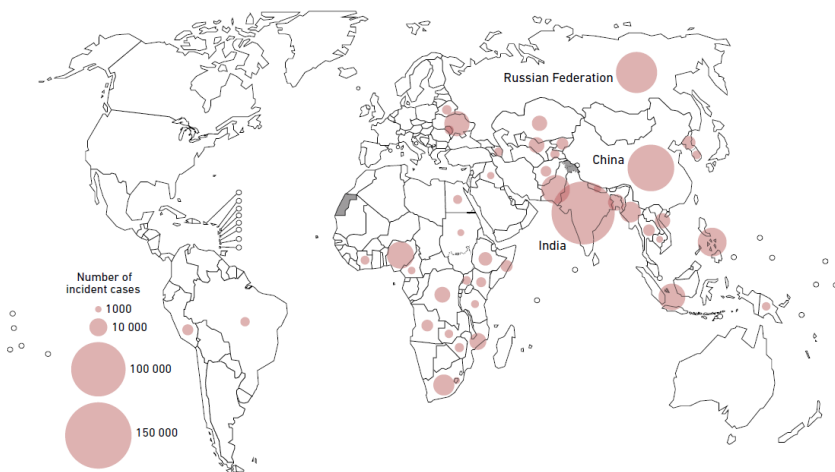 Russian Federation
China
India
Number of
incident cases
1000
10 000
100 000
150 000